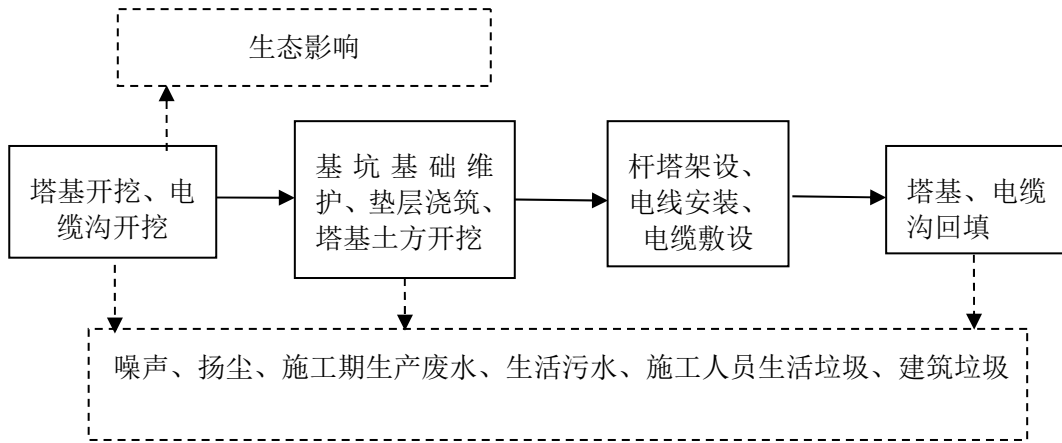 生态影响
塔基开挖、电
缆沟开挖
基坑基础维
护、垫层浇筑、
塔基土方开挖
杆塔架设、
电线安装、
电缆敷设
塔基、电缆
沟回填
噪声、扬尘、施工期生产废水、生活污水、施工人员生活垃圾、建筑垃圾